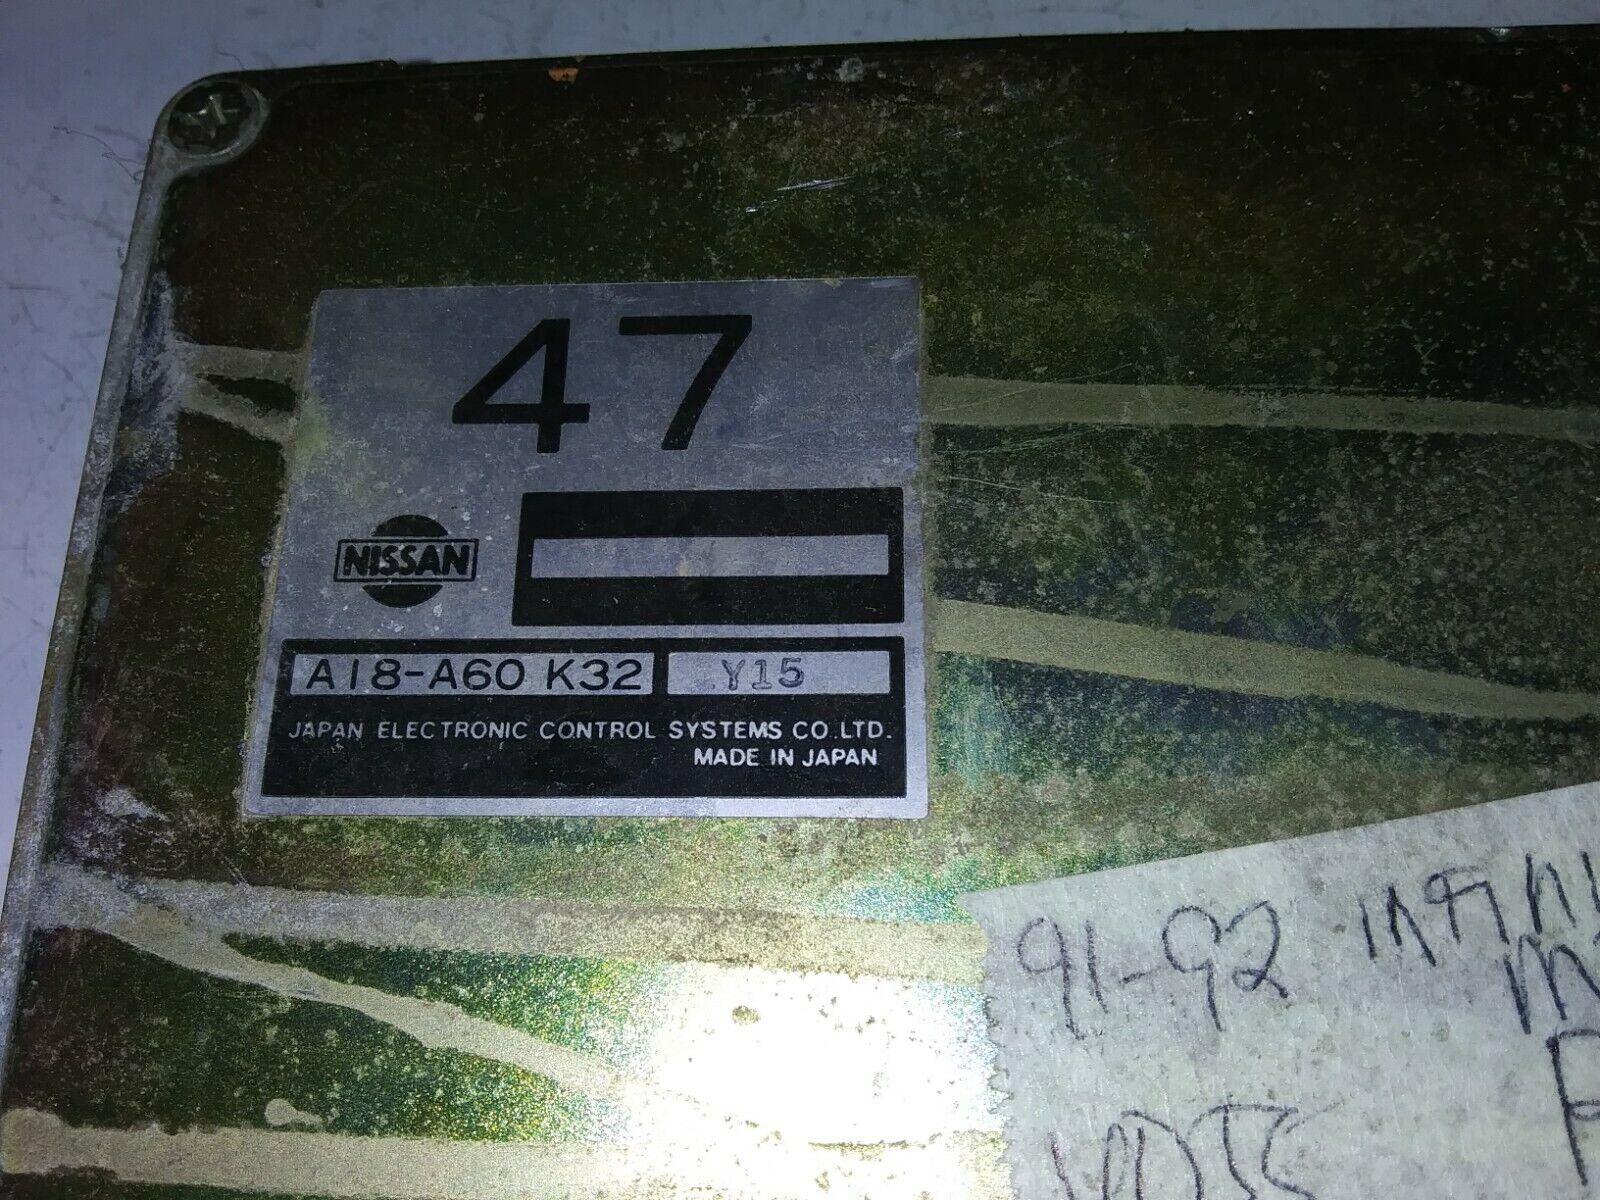 47
NISSAN
A18-A60 K32 Y15
JAPAN ELECTRONIC CONTROL SYSTEMS CO.LTD.
MADE IN JAPAN
91-92